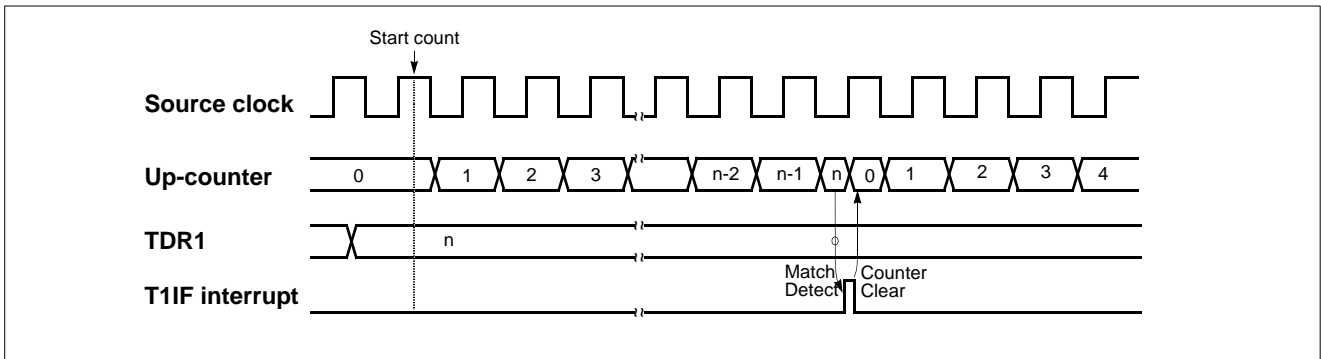 Start count
Source clock
Up-counter 0 1 2 3 n-2 n-1 n 0 1 2 3 4
TDR1 n
Match Detect
Counter Clear
T1IF interrupt